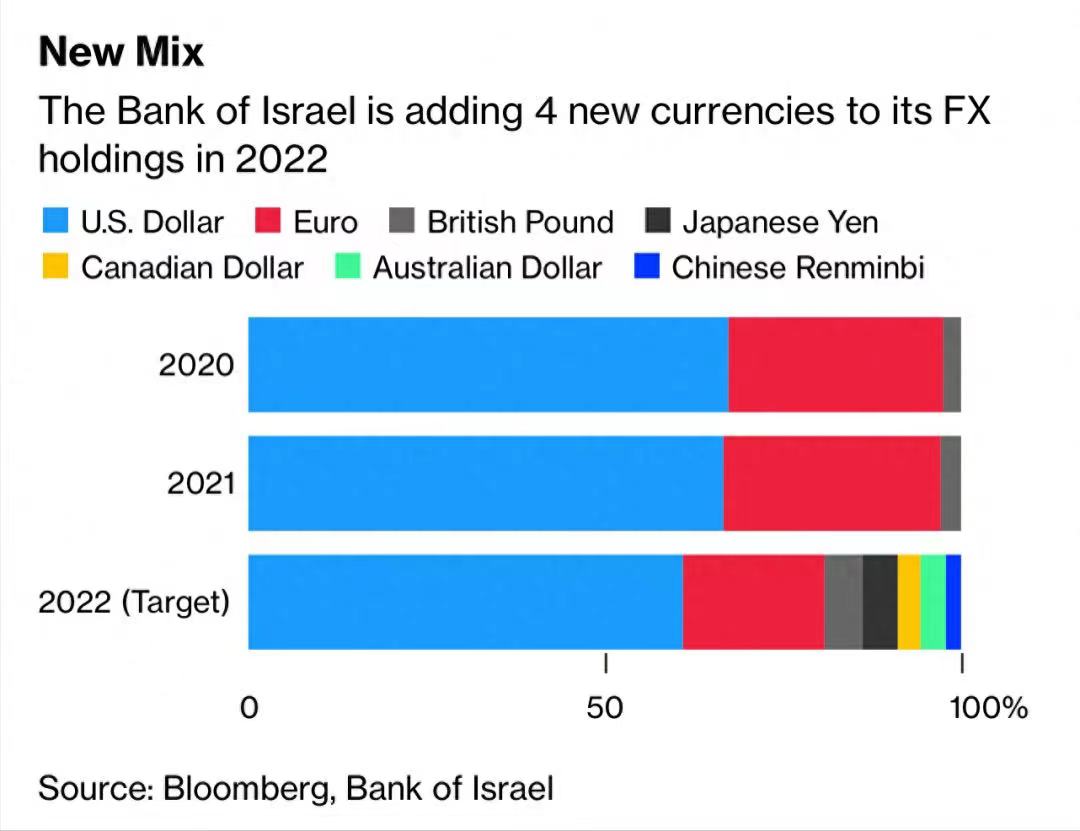 New Mix
The Bank of Israel is adding 4 new currencies to its FX
holdings in 2022
U.S. Dollar Euro British Pound Japanese Yen
Canadian Dollar Australian Dollar Chinese Renminbi
2020
2021
2022 (Target)
0 50 100%
Source: Bloomberg, Bank of Israel